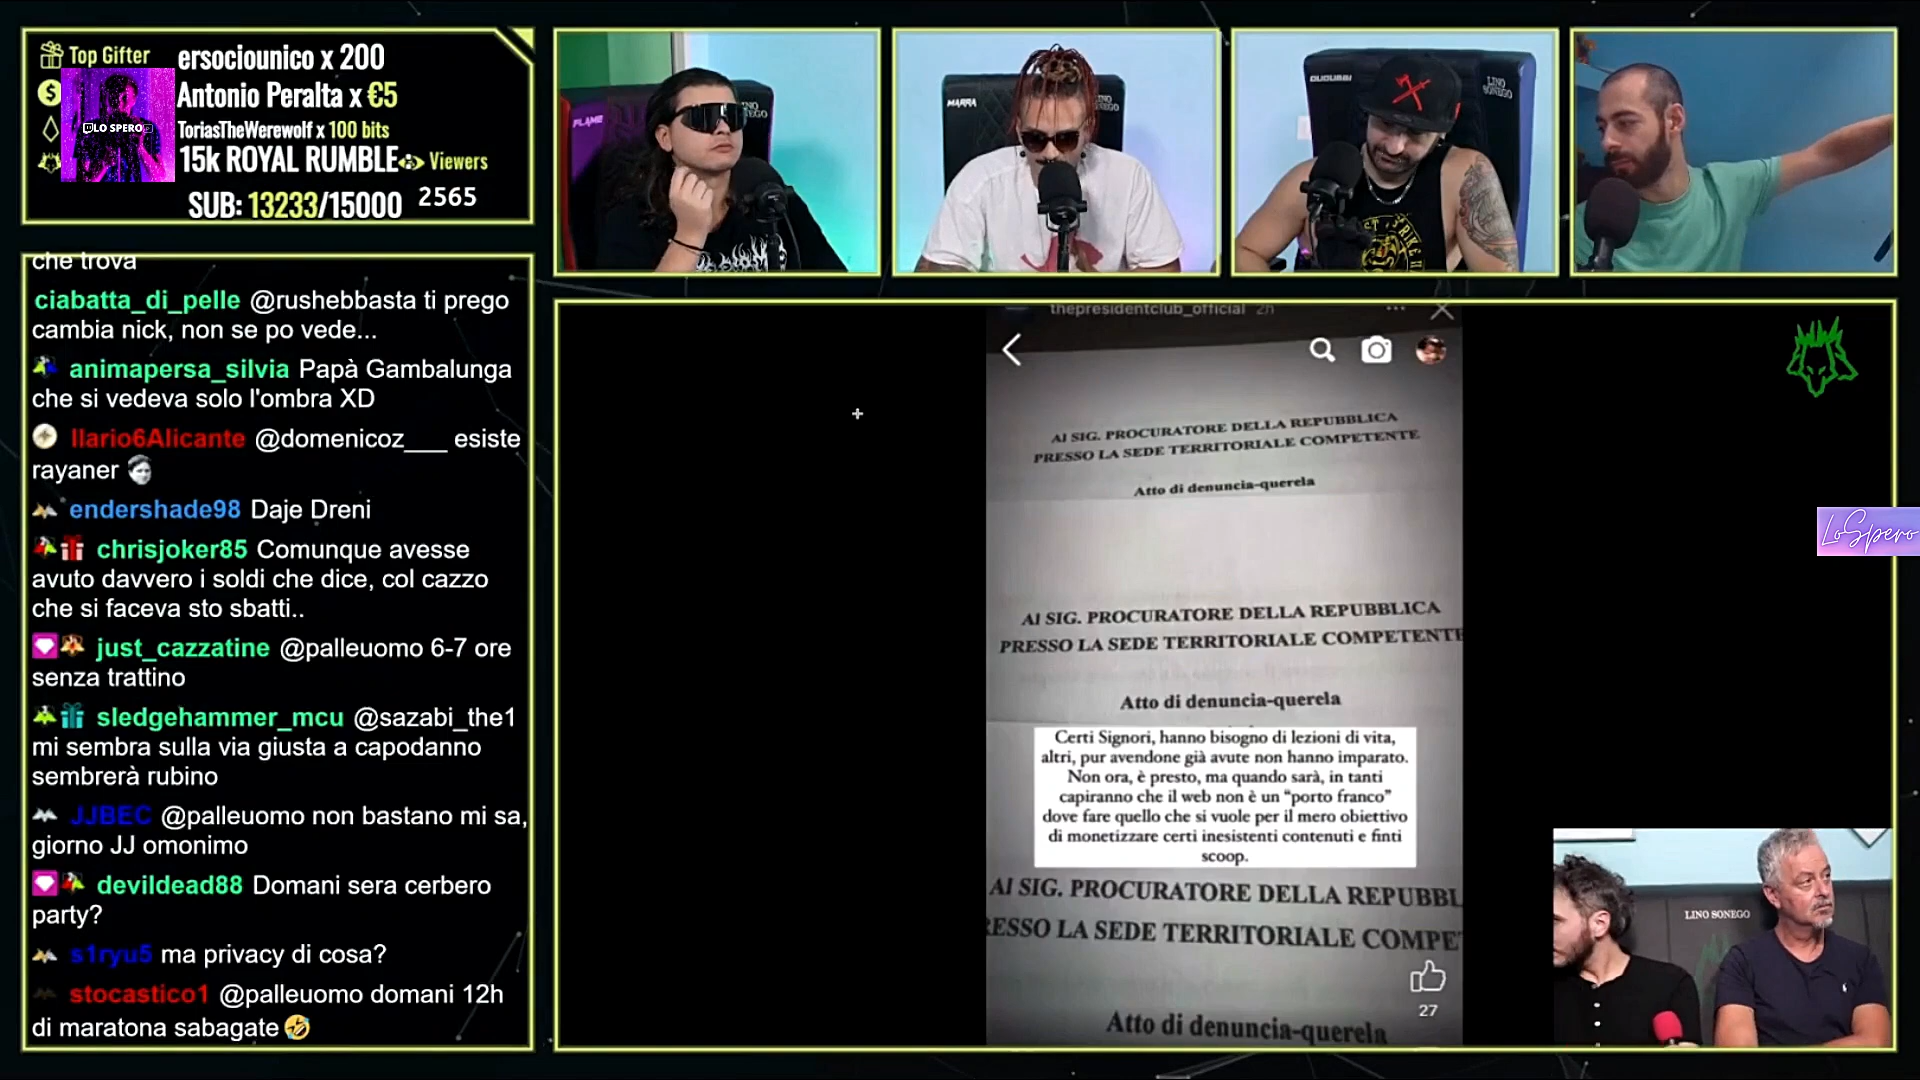 Top Gifter ersociounico x 200
Antonio Peralta x €5
ToriasTheWerewolf x 100 bits
15k ROYAL RUMBLE Viewers
SUB: 13233/15000 2565
LO SPERO
che trova
ciabatta_di_pelle @rushebbasta ti prego
cambia nick, non se po vede...
animapersa_silvia Papà Gambalunga
che si vedeva solo l'ombra XD
Ilario6Alicante @domenicoz___ esiste
rayaner
endershade98 Daje Dreni
chrisjoker85 Comunque avesse
avuto davvero i soldi che dice, col cazzo
che si faceva sto sbatti..
just_cazzatine @palleuomo 6-7 ore
senza trattino
sledgehammer_mcu @sazabi_the1
mi sembra sulla via giusta a capodanno
sembrerà rubino
JJBEC @palleuomo non bastano mi sa,
giorno JJ omonimo
devildead88 Domani sera cerbero
party?
s1ryu5 ma privacy di cosa?
stocastico1 @palleuomo domani 12h
di maratona sabagate
FLAME
MARRA
LINO
SONEGO
thepresidentclub_official 2h
Al SIG. PROCURATORE DELLA REPUBBLICA
PRESSO LA SEDE TERRITORIALE COMPETENTE
Atto di denuncia-querela
Al SIG. PROCURATORE DELLA REPUBBLICA
PRESSO LA SEDE TERRITORIALE COMPETENTE
Atto di denuncia-querela
Certi Signori, hanno bisogno di lezioni di vita,
altri, pur avendone già avute non hanno imparato.
Non ora, è presto, ma quando sarà, in tanti
capiranno che il web non è un “porto franco”
dove fare quello che si vuole per il mero obiettivo
di monetizzare certi inesistenti contenuti e finti
scoop.
Al SIG. PROCURATORE DELLA REPUBBL
RESSO LA SEDE TERRITORIALE COMPE
Atto di denuncia-querela
27
LoSpero
LINO SONEGO